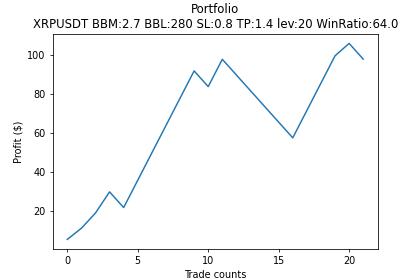 Portfolio
XRPUSDT BBM:2.7 BBL:280 SL:0.8 TP:1.4 lev:20 WinRatio:64.0
100
80
60
40
20
Profit ($)
0 5 10 15 20
Trade counts